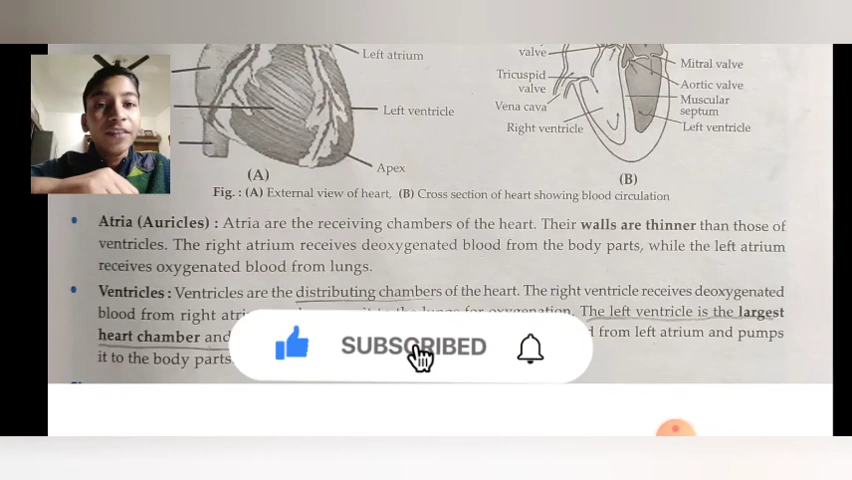 Left atrium
Left ventricle
Apex
(A)
valve
Tricuspid
valve
Vena cava
Right ventricle
Mitral valve
Aortic valve
Muscular
septum
Left ventricle
(B)
Fig. : (A) External view of heart, (B) Cross section of heart showing blood circulation
• Atria (Auricles) : Atria are the receiving chambers of the heart. Their walls are thinner than those of
ventricles. The right atrium receives deoxygenated blood from the body parts, while the left atrium
receives oxygenated blood from lungs.
• Ventricles : Ventricles are the distributing chambers of the heart. The right ventricle receives deoxygenated
blood from right to the lungs for oxygenation. The left ventricle is the largest
heart chamber and from left atrium and pumps
it to the body parts.
SUBSCRIBED